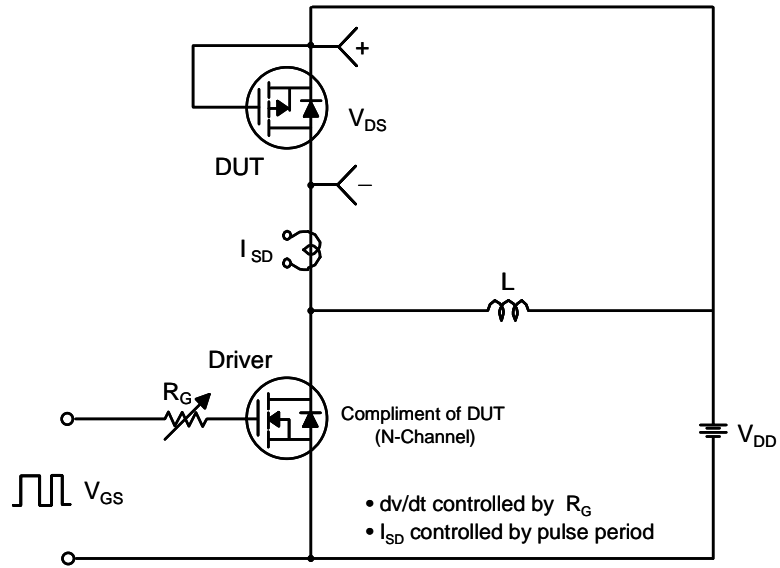 +
V_DS
DUT
−
I_SD
L
Driver
R_G
Compliment of DUT
(N-Channel)
V_DD
V_GS
• dv/dt controlled by R_G
• I_SD controlled by pulse period